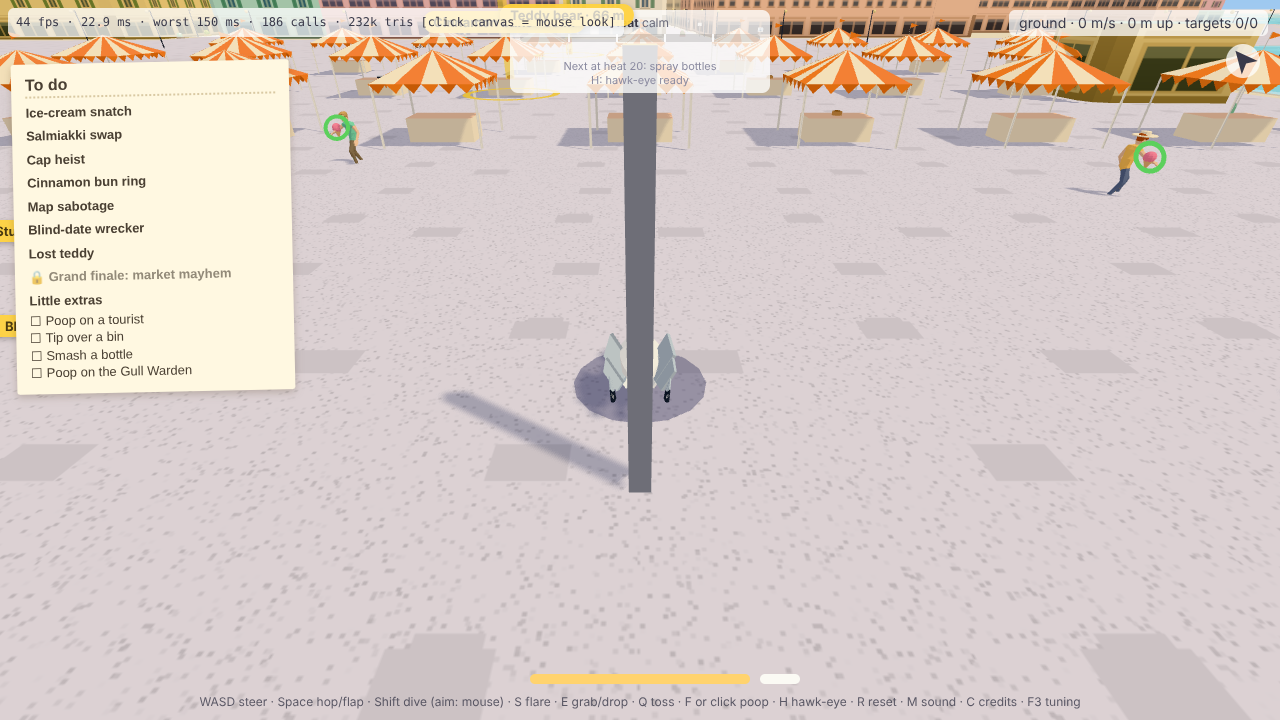 44 fps · 22.9 ms · worst 150 ms · 186 calls · 232k tris [click canvas = mouse look]
calm
ground · 0 m/s · 0 m up · targets 0/0
Next at heat 20: spray bottles
H: hawk-eye ready
To do
Ice-cream snatch
Salmiakki swap
Cap heist
Cinnamon bun ring
Map sabotage
Blind-date wrecker
Lost teddy
🔒 Grand finale: market mayhem
Little extras
☐ Poop on a tourist
☐ Tip over a bin
☐ Smash a bottle
☐ Poop on the Gull Warden
WASD steer · Space hop/flap · Shift dive (aim: mouse) · S flare · E grab/drop · Q toss · F or click poop · H hawk-eye · R reset · M sound · C credits · F3 tuning